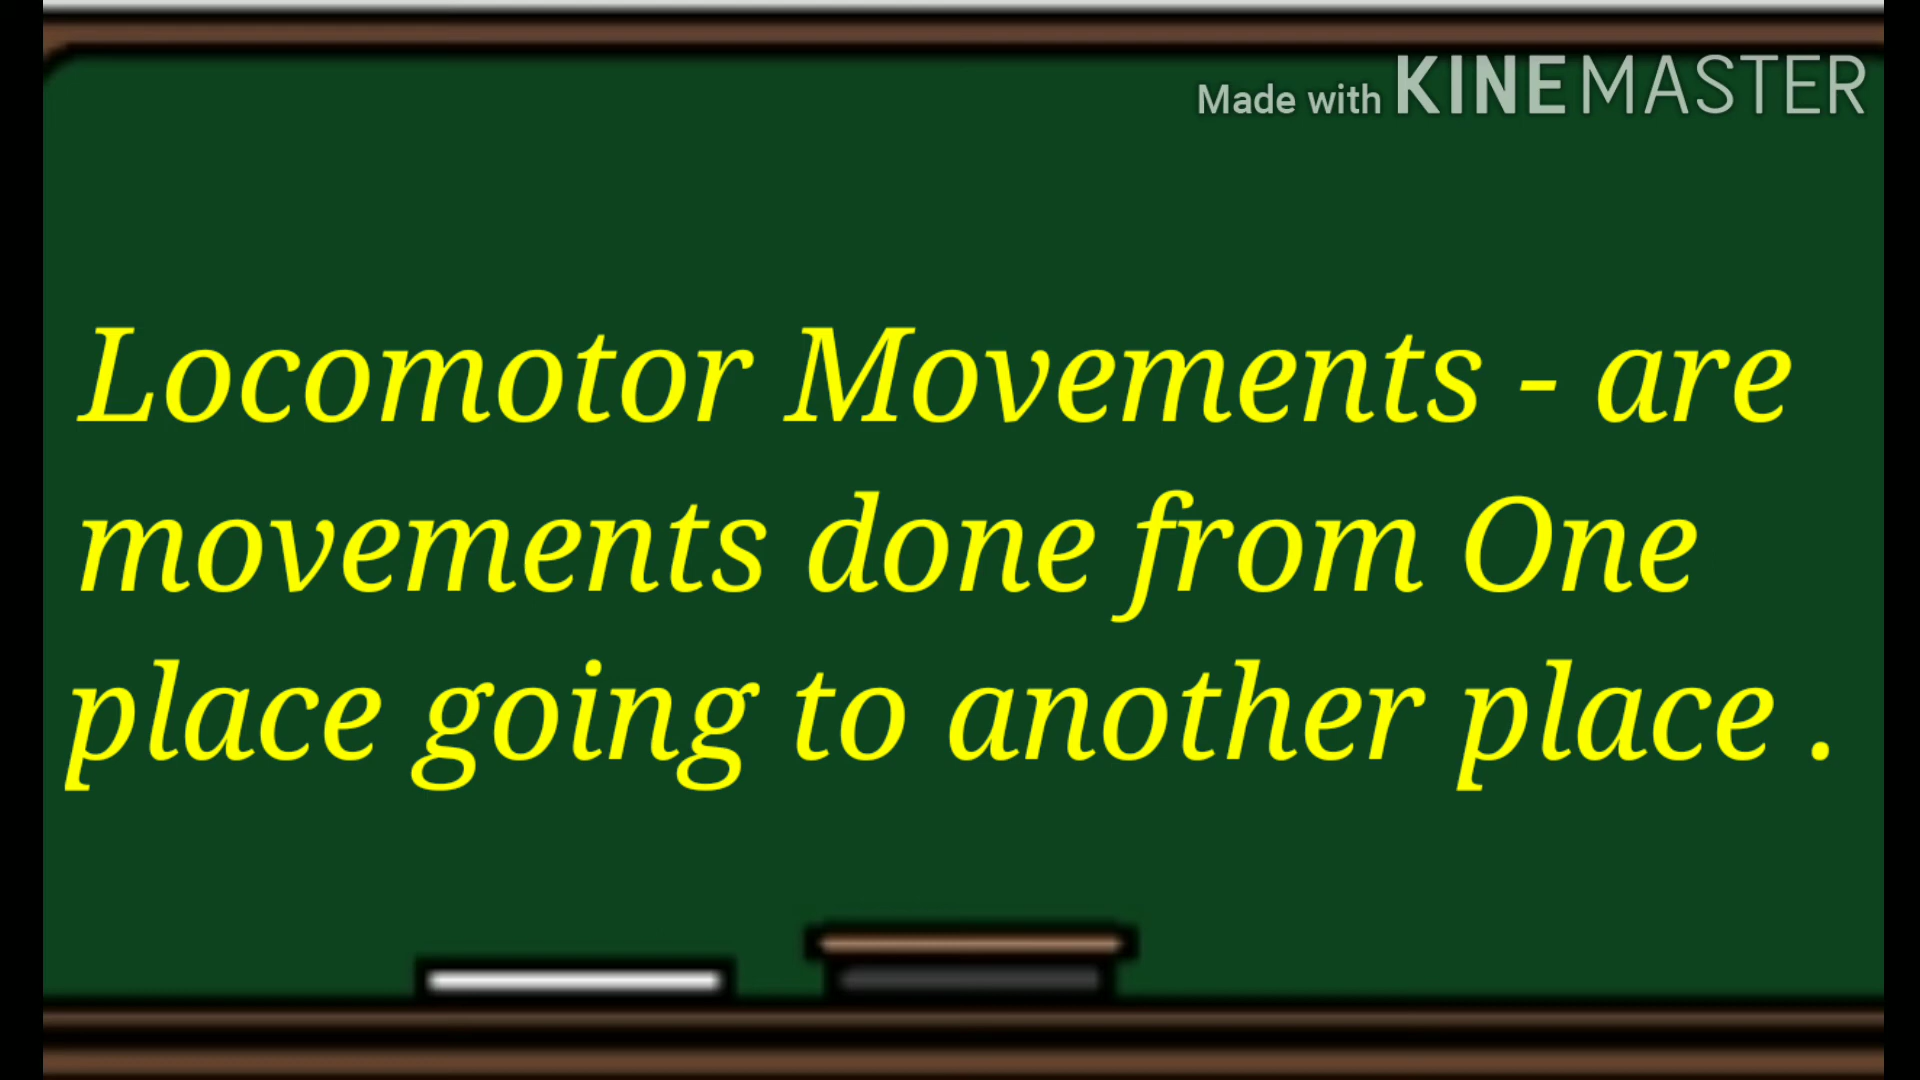 Made with KINEMASTER
Locomotor Movements - are
movements done from One
place going to another place .